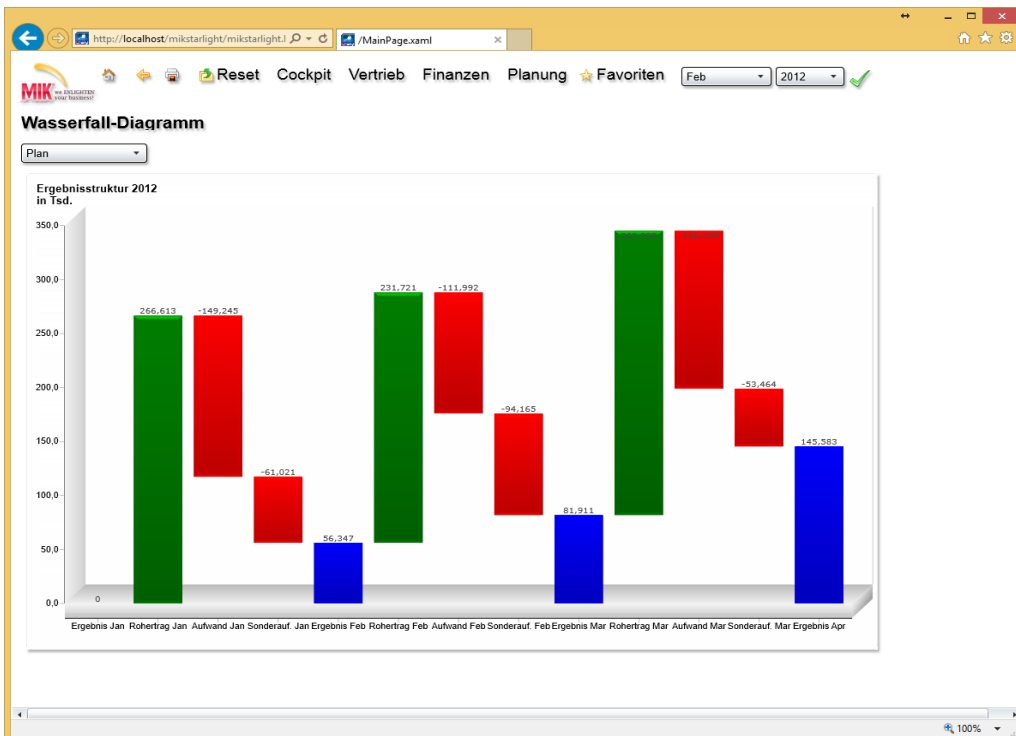 http://localhost/mikstarlight/mikstarlight.l
/MainPage.xaml
MIK we ENLIGHTEN your business!
Reset Cockpit Vertrieb Finanzen Planung Favoriten Feb 2012
Wasserfall-Diagramm
Plan
Ergebnisstruktur 2012
in Tsd.
350,0
300,0
250,0
200,0
150,0
100,0
50,0
0,0
0
266,613
-149,245
-61,021
56,347
231,721
-111,992
-94,165
81,911
-53,464
145,583
Ergebnis Jan Rohertrag Jan Aufwand Jan Sonderauf. Jan Ergebnis Feb Rohertrag Feb Aufwand Feb Sonderauf. Feb Ergebnis Mar Rohertrag Mar Aufwand Mar Sonderauf. Mar Ergebnis Apr
100%